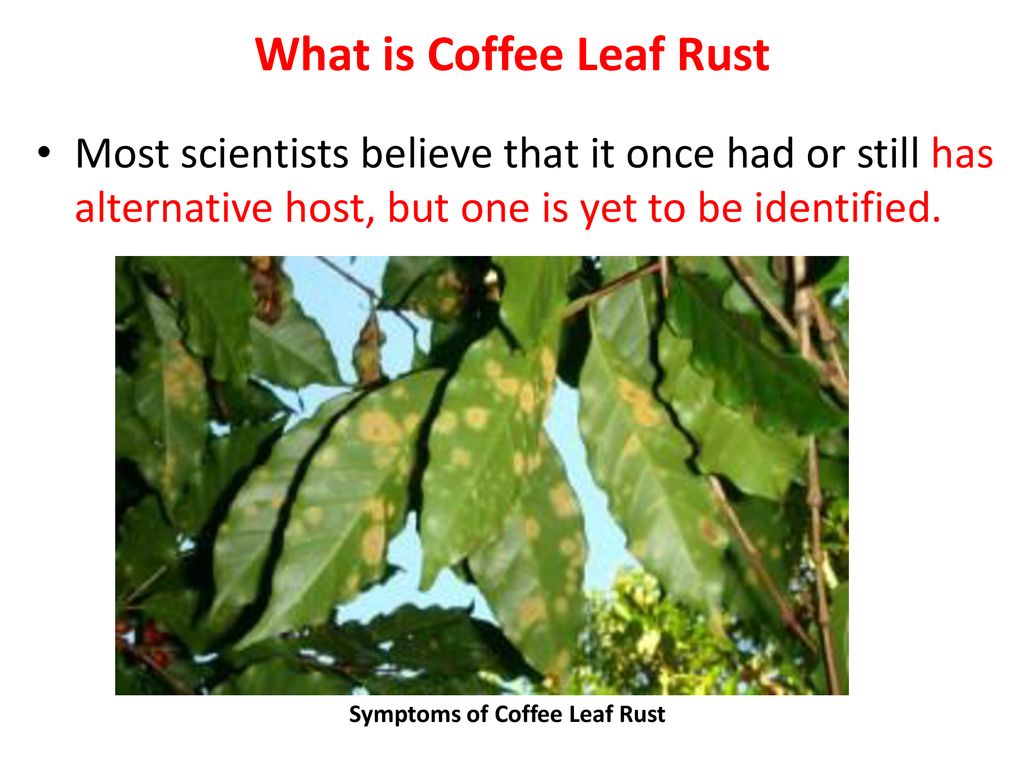 What is Coffee Leaf Rust
• Most scientists believe that it once had or still has
alternative host, but one is yet to be identified.
Symptoms of Coffee Leaf Rust